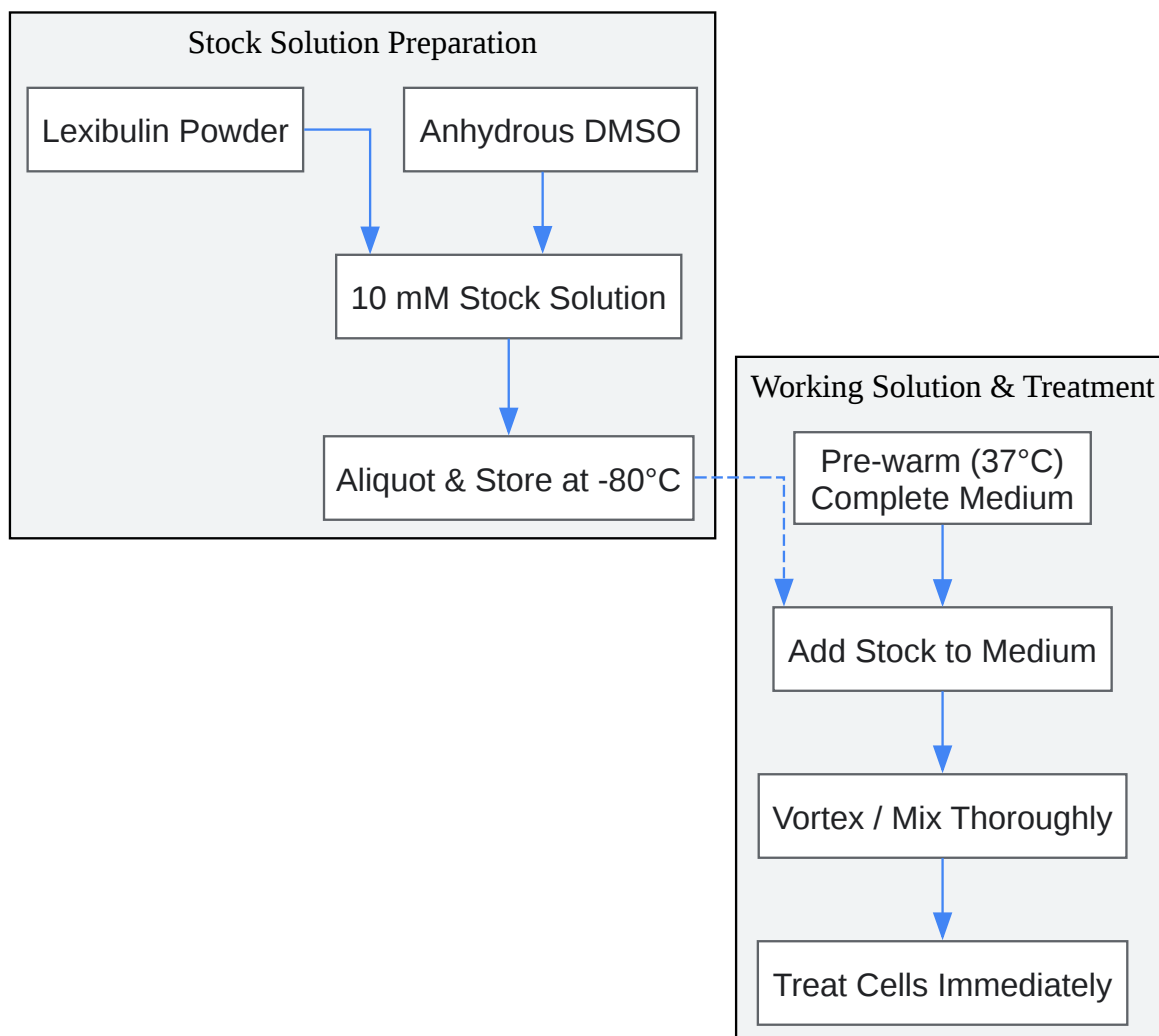 Stock Solution Preparation
Lexibulin Powder
Anhydrous DMSO
10 mM Stock Solution
Aliquot & Store at -80°C
Working Solution & Treatment
Pre-warm (37°C)
Complete Medium
Add Stock to Medium
Vortex / Mix Thoroughly
Treat Cells Immediately